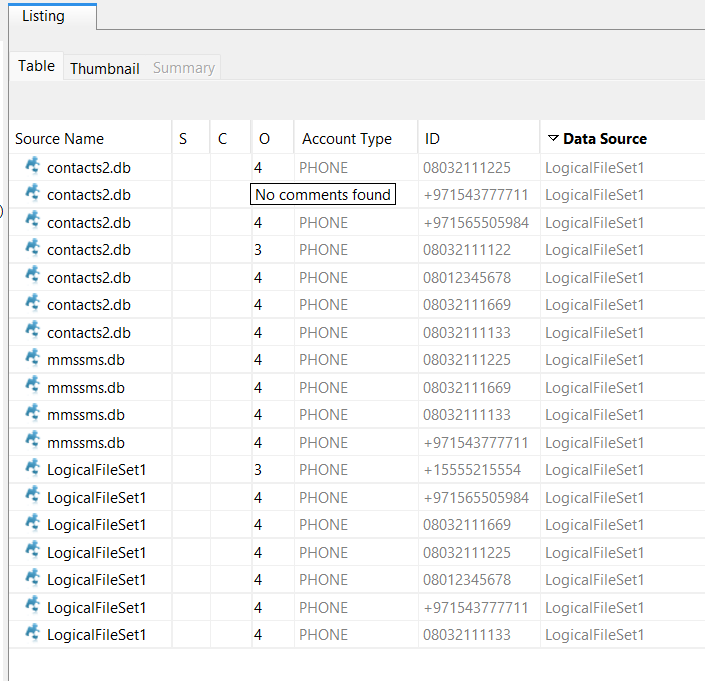 Listing
Table Thumbnail Summary
Source Name S C O Account Type ID Data Source
contacts2.db 4 PHONE 08032111225 LogicalFileSet1
contacts2.db No comments found +971543777711 LogicalFileSet1
contacts2.db 4 PHONE +971565505984 LogicalFileSet1
contacts2.db 3 PHONE 08032111122 LogicalFileSet1
contacts2.db 4 PHONE 08012345678 LogicalFileSet1
contacts2.db 4 PHONE 08032111669 LogicalFileSet1
contacts2.db 4 PHONE 08032111133 LogicalFileSet1
mmssms.db 4 PHONE 08032111225 LogicalFileSet1
mmssms.db 4 PHONE 08032111669 LogicalFileSet1
mmssms.db 4 PHONE 08032111133 LogicalFileSet1
mmssms.db 4 PHONE +971543777711 LogicalFileSet1
LogicalFileSet1 3 PHONE +15555215554 LogicalFileSet1
LogicalFileSet1 4 PHONE +971565505984 LogicalFileSet1
LogicalFileSet1 4 PHONE 08032111669 LogicalFileSet1
LogicalFileSet1 4 PHONE 08032111225 LogicalFileSet1
LogicalFileSet1 4 PHONE 08012345678 LogicalFileSet1
LogicalFileSet1 4 PHONE +971543777711 LogicalFileSet1
LogicalFileSet1 4 PHONE 08032111133 LogicalFileSet1